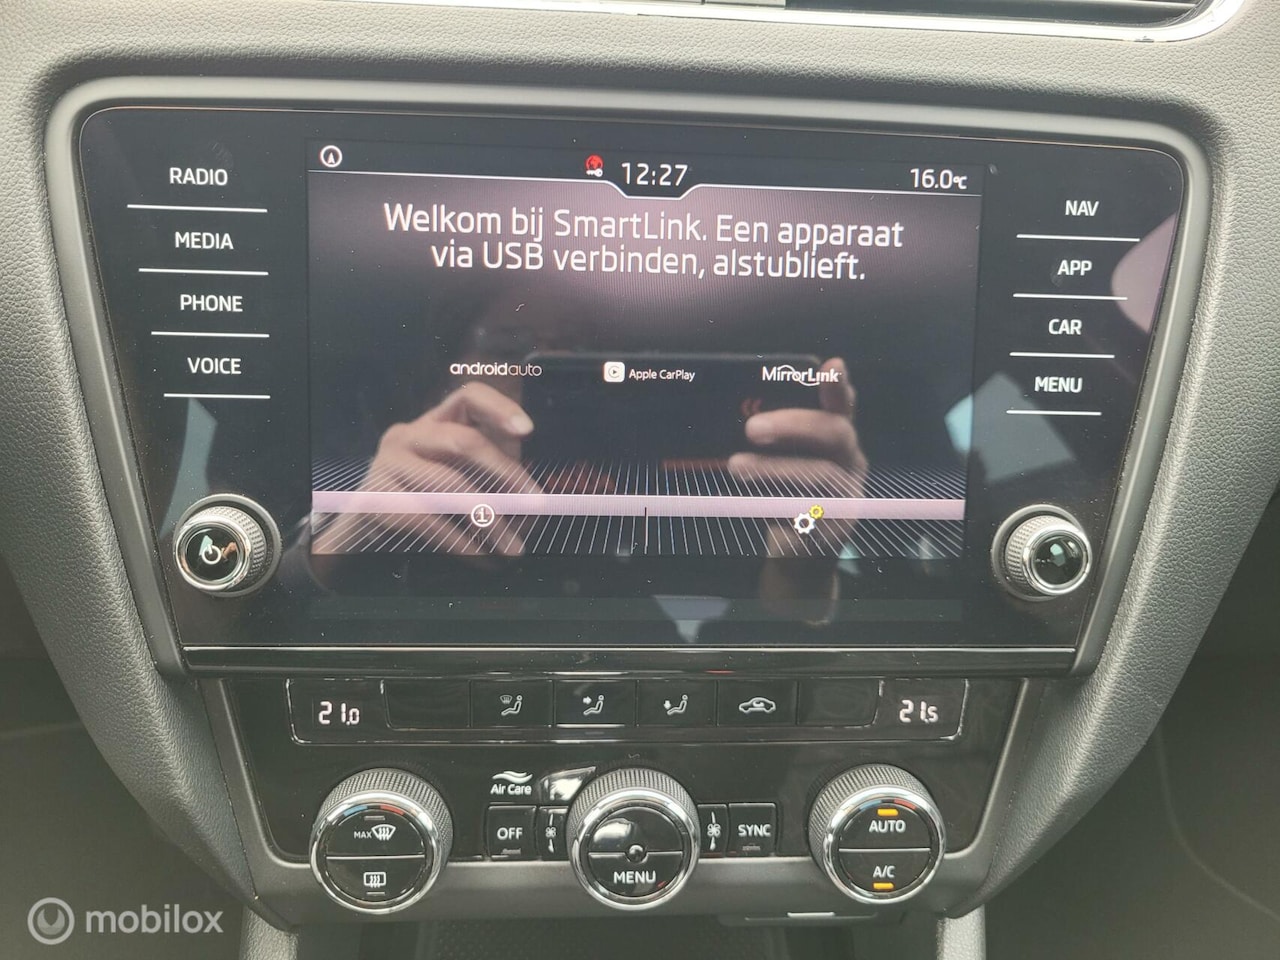 RADIO
MEDIA
PHONE
VOICE
12:27
16.0°C
Welkom bij SmartLink. Een apparaat
via USB verbinden, alstublieft.
androidauto
Apple CarPlay
MirrorLink
NAV
APP
CAR
MENU
21.0
21.5
Air Care
MAX
OFF
MENU
SYNC
AUTO
A/C
mobilox